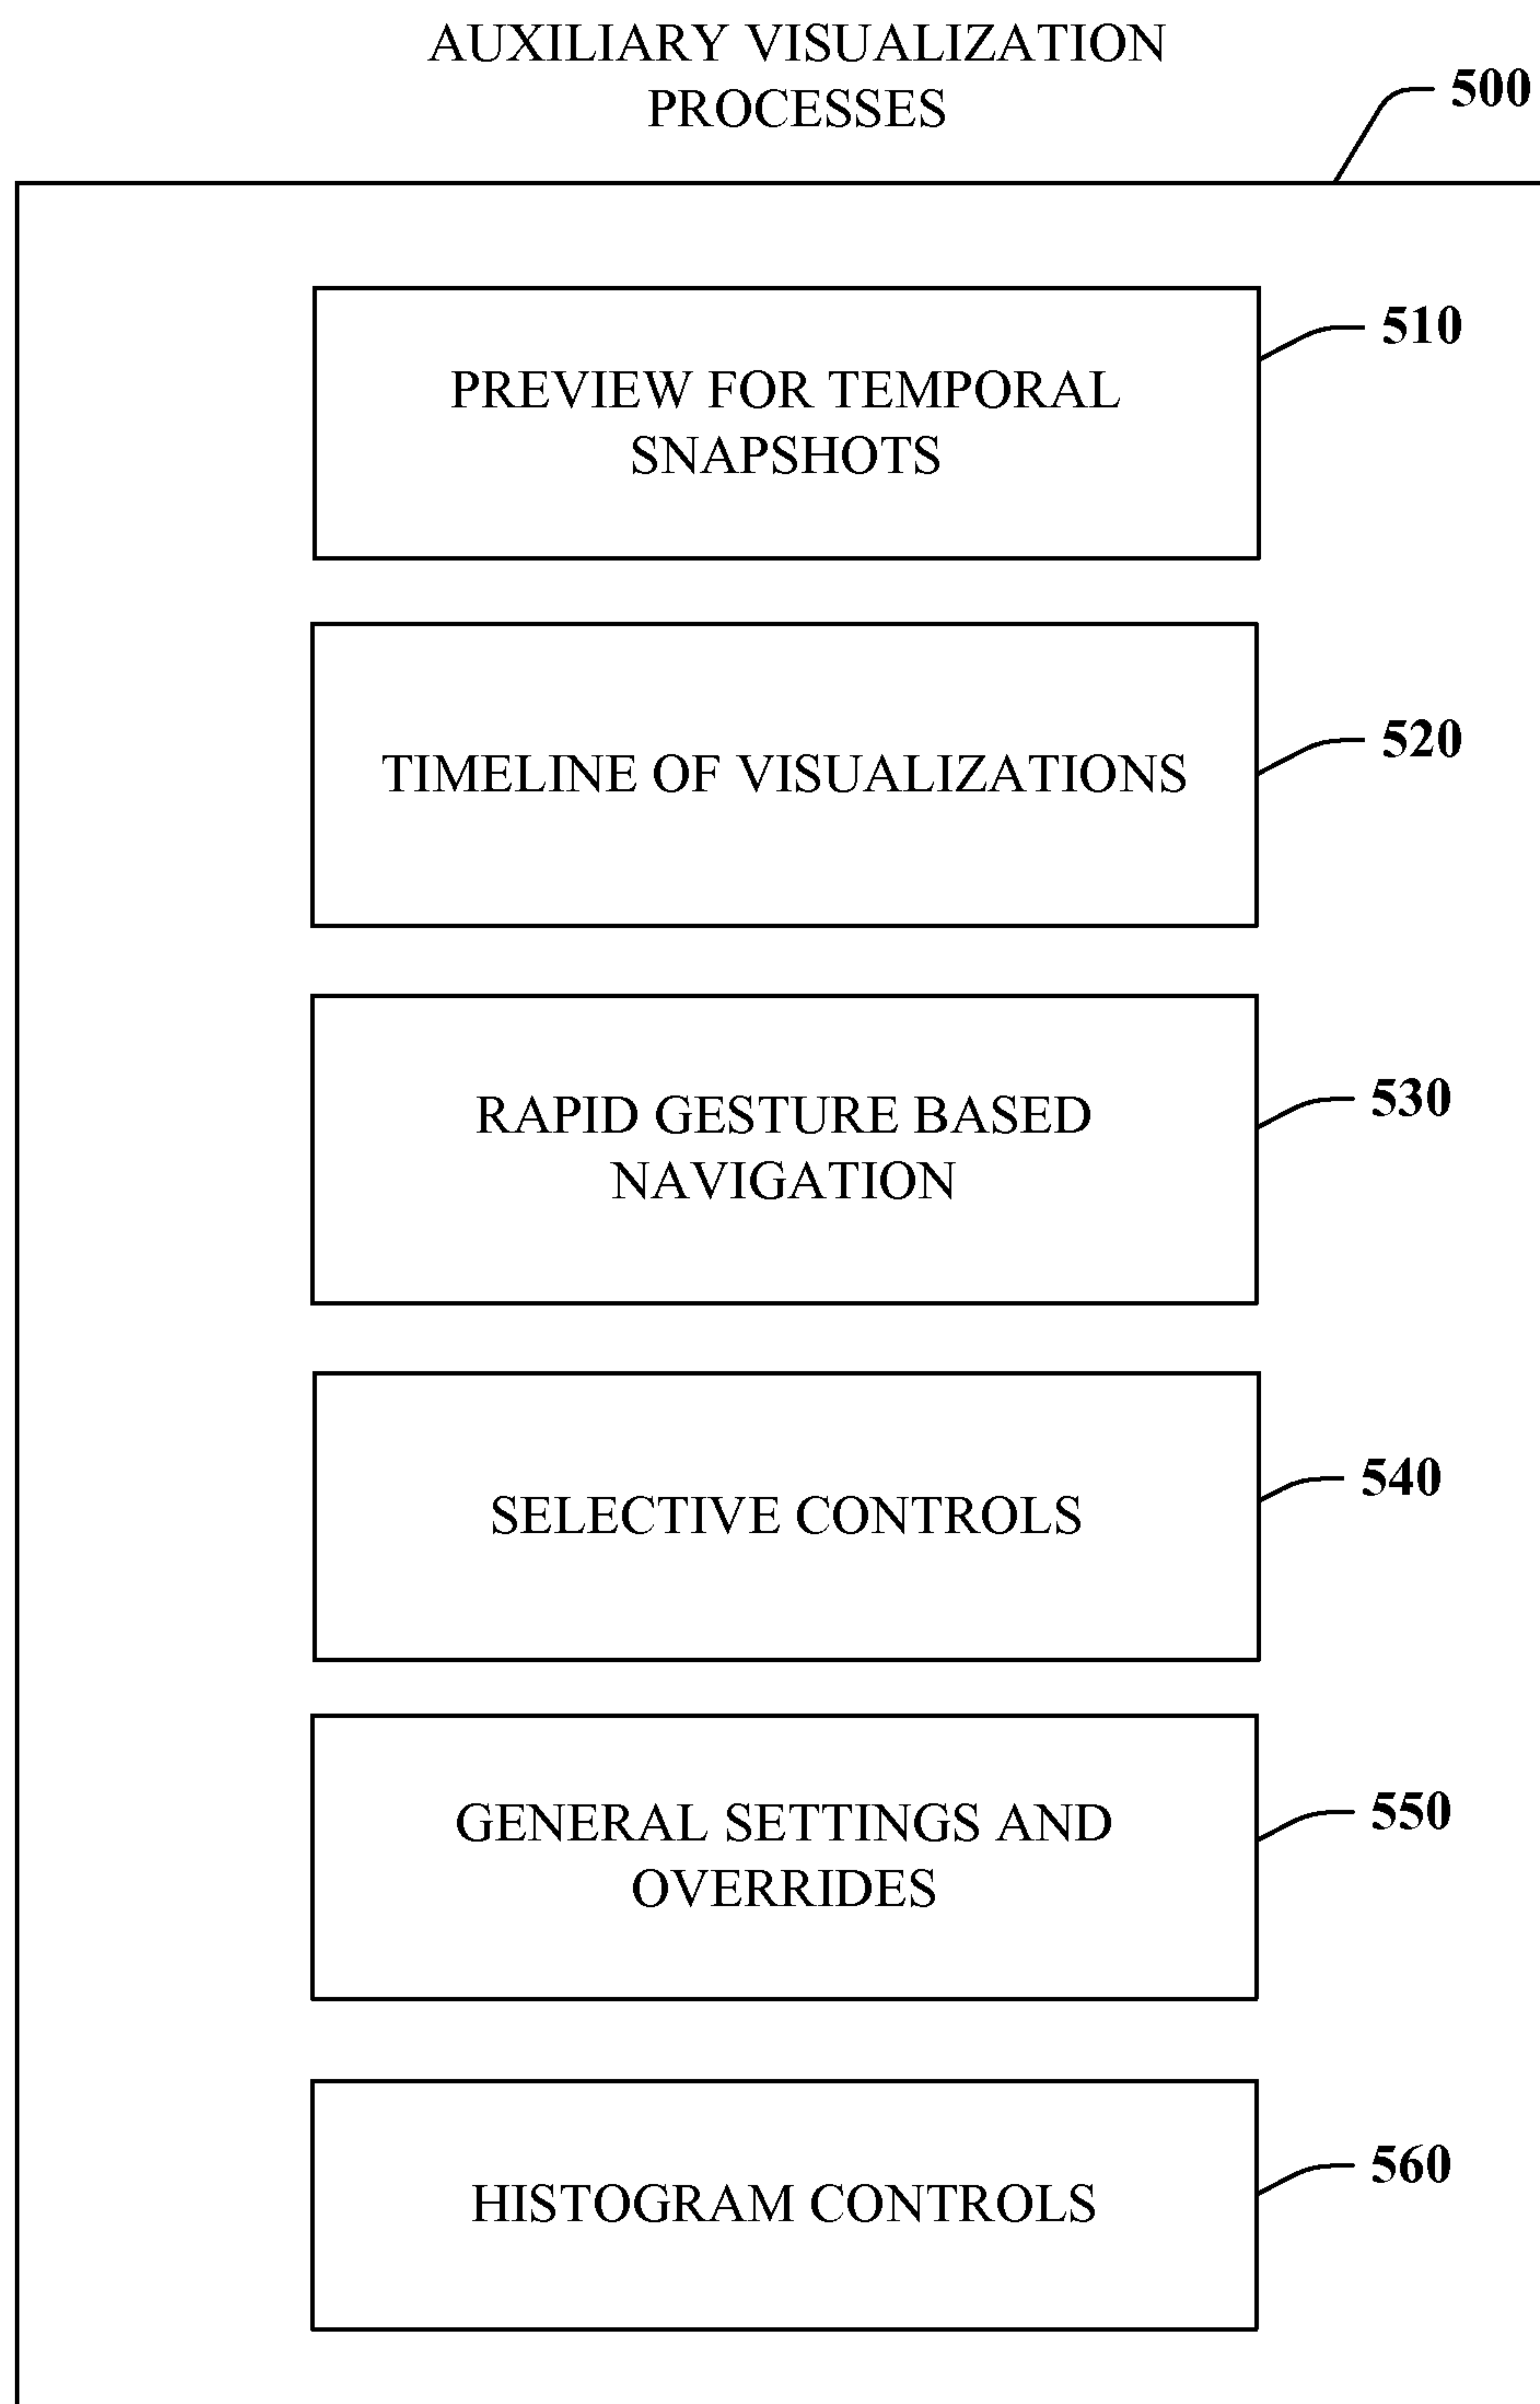 AUXILIARY VISUALIZATION
PROCESSES
500
PREVIEW FOR TEMPORAL
SNAPSHOTS
510
TIMELINE OF VISUALIZATIONS
520
RAPID GESTURE BASED
NAVIGATION
530
SELECTIVE CONTROLS
540
GENERAL SETTINGS AND
OVERRIDES
550
HISTOGRAM CONTROLS
560